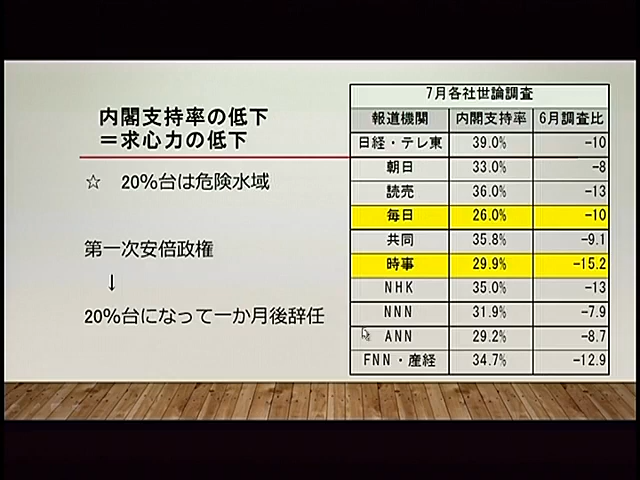 内閣支持率の低下
＝求心力の低下
☆　20%台は危険水域
第一次安倍政権
↓
20%台になって一か月後辞任
7月各社世論調査
報道機関 内閣支持率 6月調査比
日経・テレ東 39.0% −10
朝日 33.0% −8
読売 36.0% −13
毎日 26.0% −10
共同 35.8% −9.1
時事 29.9% −15.2
NHK 35.0% −13
NNN 31.9% −7.9
ANN 29.2% −8.7
FNN・産経 34.7% −12.9